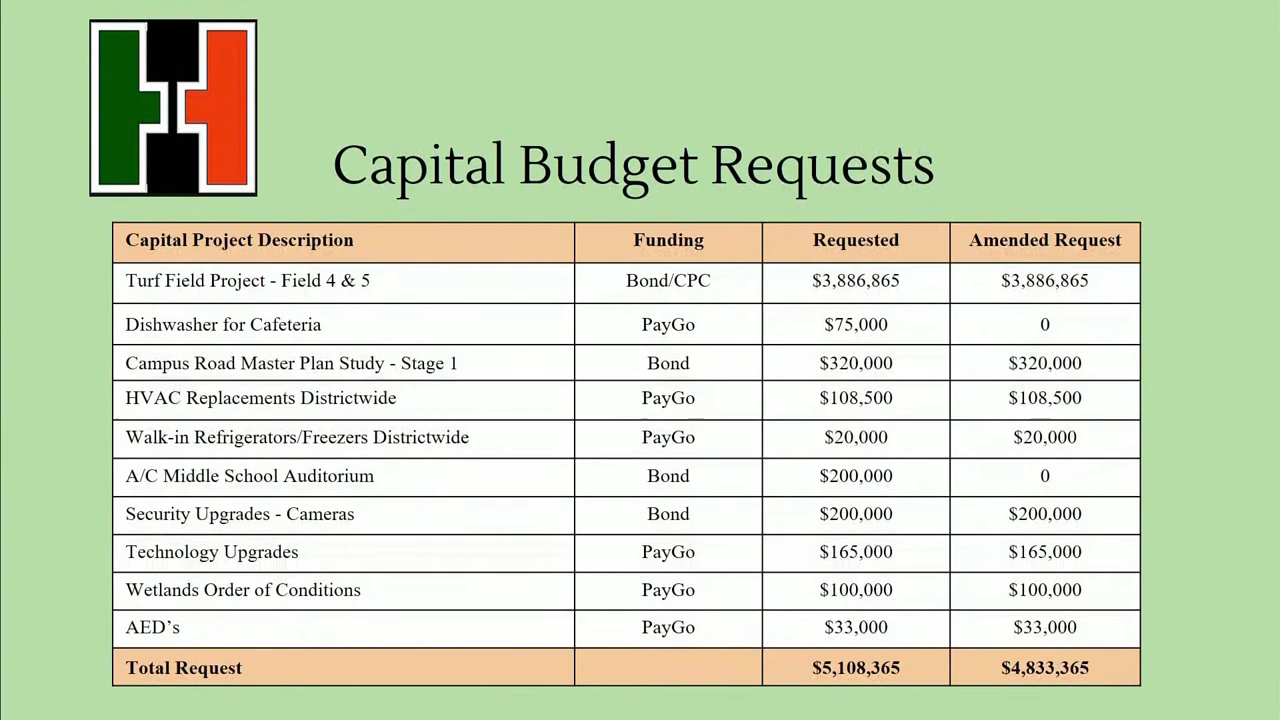 Capital Budget Requests
Capital Project Description Funding Requested Amended Request
Turf Field Project - Field 4 & 5 Bond/CPC $3,886,865 $3,886,865
Dishwasher for Cafeteria PayGo $75,000 0
Campus Road Master Plan Study - Stage 1 Bond $320,000 $320,000
HVAC Replacements Districtwide PayGo $108,500 $108,500
Walk-in Refrigerators/Freezers Districtwide PayGo $20,000 $20,000
A/C Middle School Auditorium Bond $200,000 0
Security Upgrades - Cameras Bond $200,000 $200,000
Technology Upgrades PayGo $165,000 $165,000
Wetlands Order of Conditions PayGo $100,000 $100,000
AED’s PayGo $33,000 $33,000
Total Request $5,108,365 $4,833,365